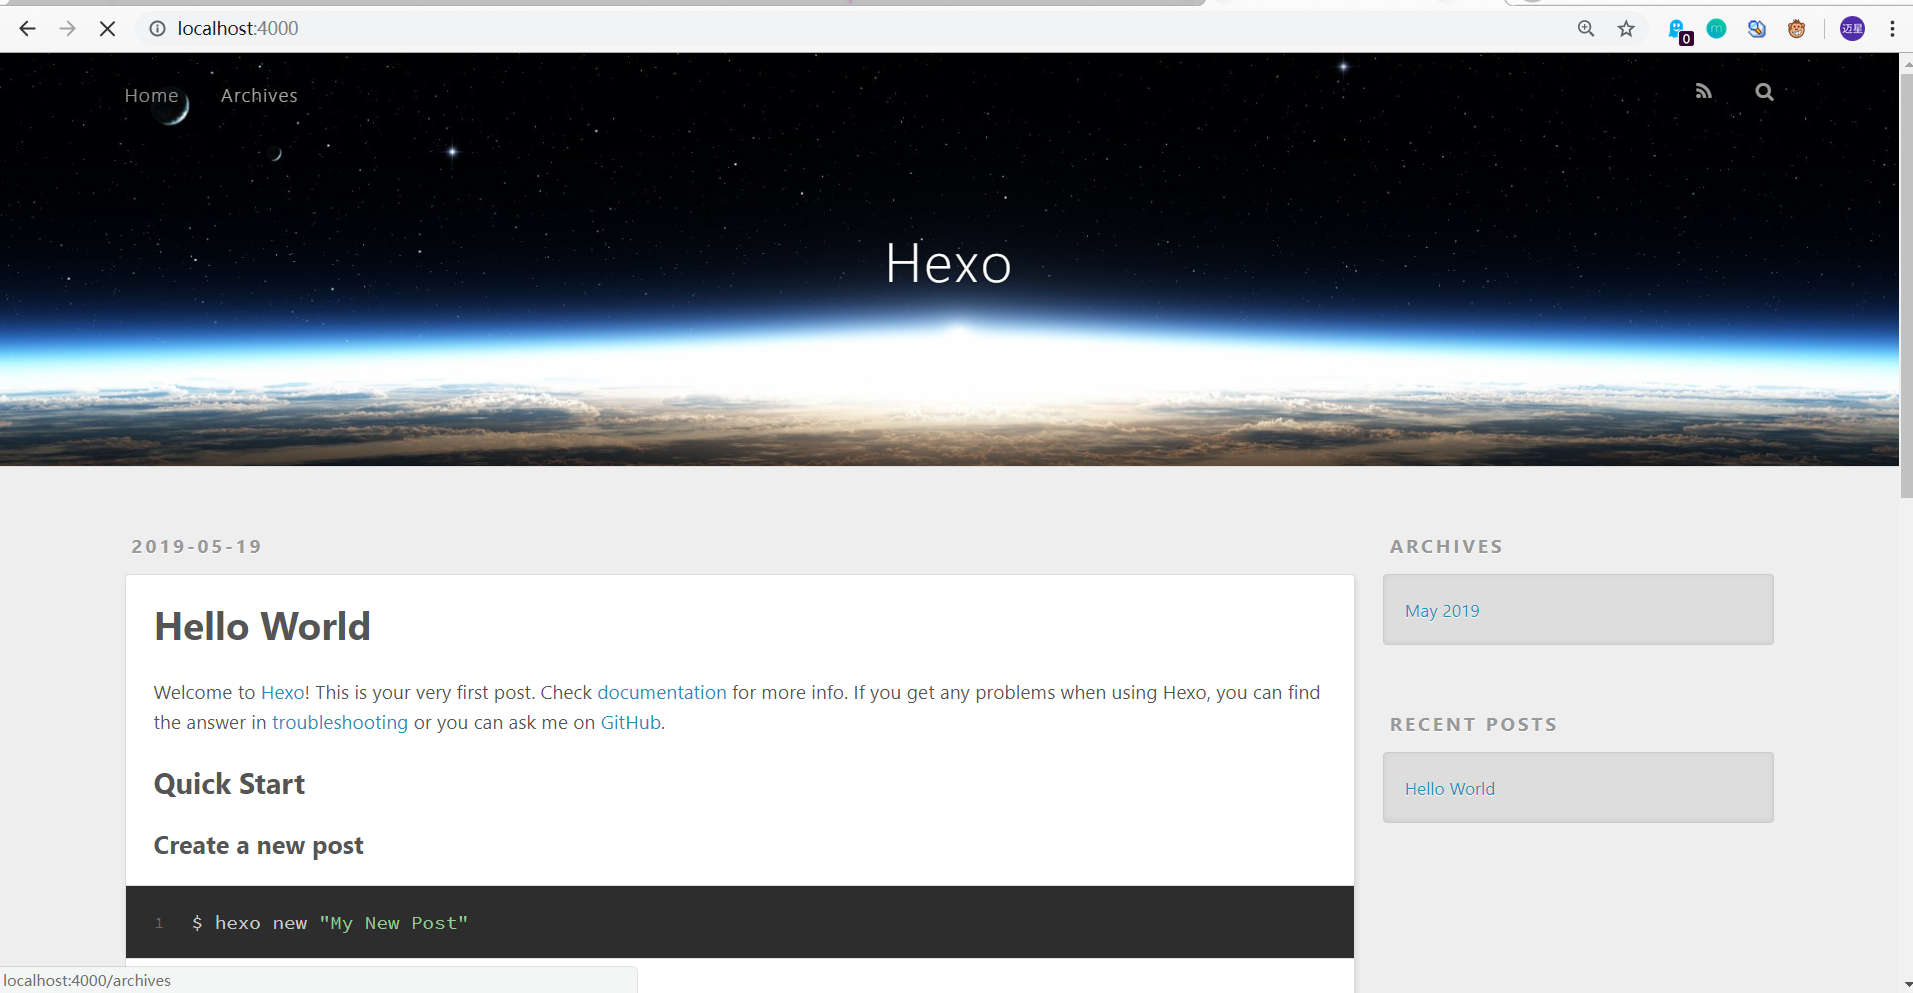 localhost:4000
0
迈星
Home Archives
Hexo
2019-05-19
Hello World
Welcome to Hexo! This is your very first post. Check documentation for more info. If you get any problems when using Hexo, you can find
the answer in troubleshooting or you can ask me on GitHub.
Quick Start
Create a new post
1 $ hexo new "My New Post"
ARCHIVES
May 2019
RECENT POSTS
Hello World
localhost:4000/archives